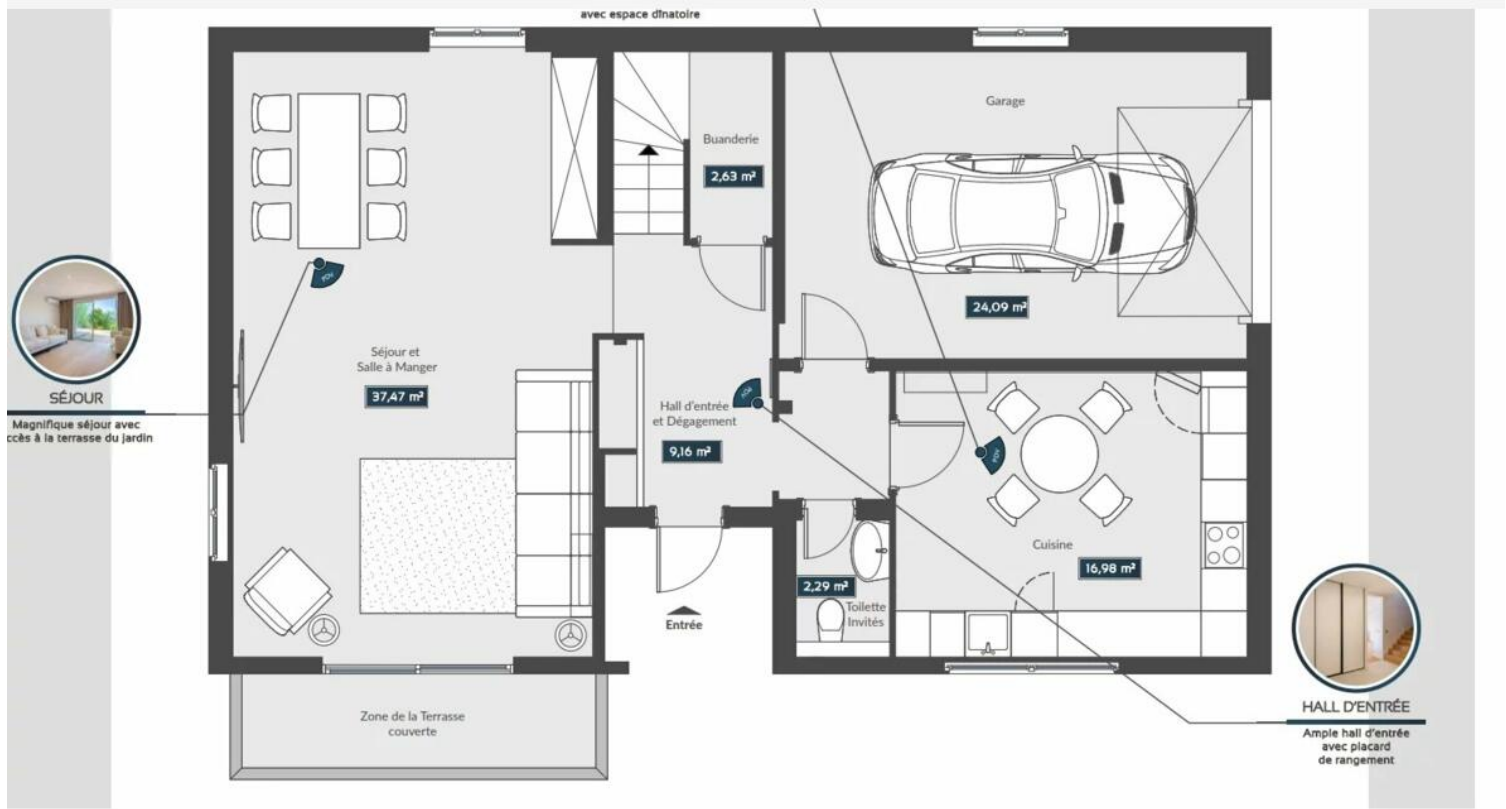 avec espace dînatoire
Garage
Buanderie
2,63 m²
24,09 m²
PDV
SÉJOUR
Magnifique séjour avec
ccès à la terrasse du jardin
Séjour et
Salle à Manger
37,47 m²
PDV
Hall d'entrée
et Dégagement
9,16 m²
PDV
Cuisine
16,98 m²
2,29 m²
Toilette
Invités
Entrée
Zone de la Terrasse
couverte
HALL D'ENTRÉE
Ample hall d'entrée
avec placard
de rangement